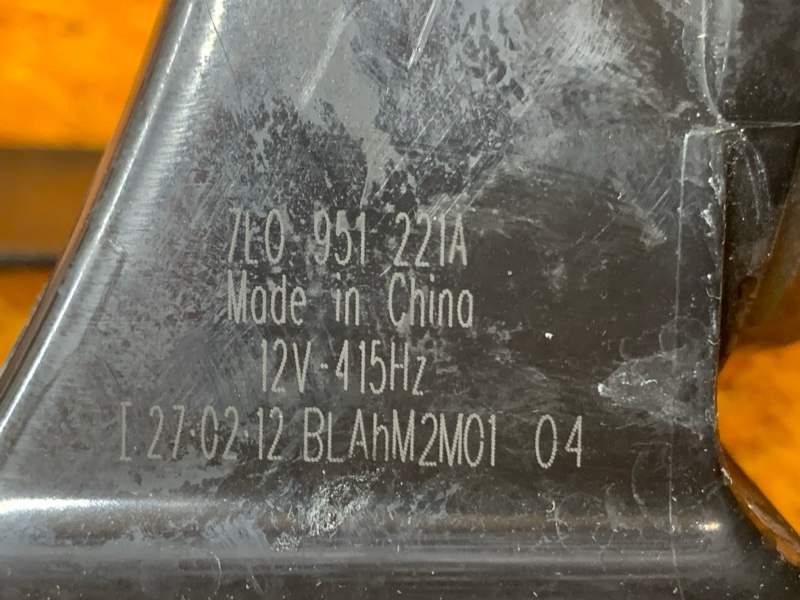 7L0 951 221A
Made in China
12V-415Hz
I 27·02·12 BLAhM2M01 04